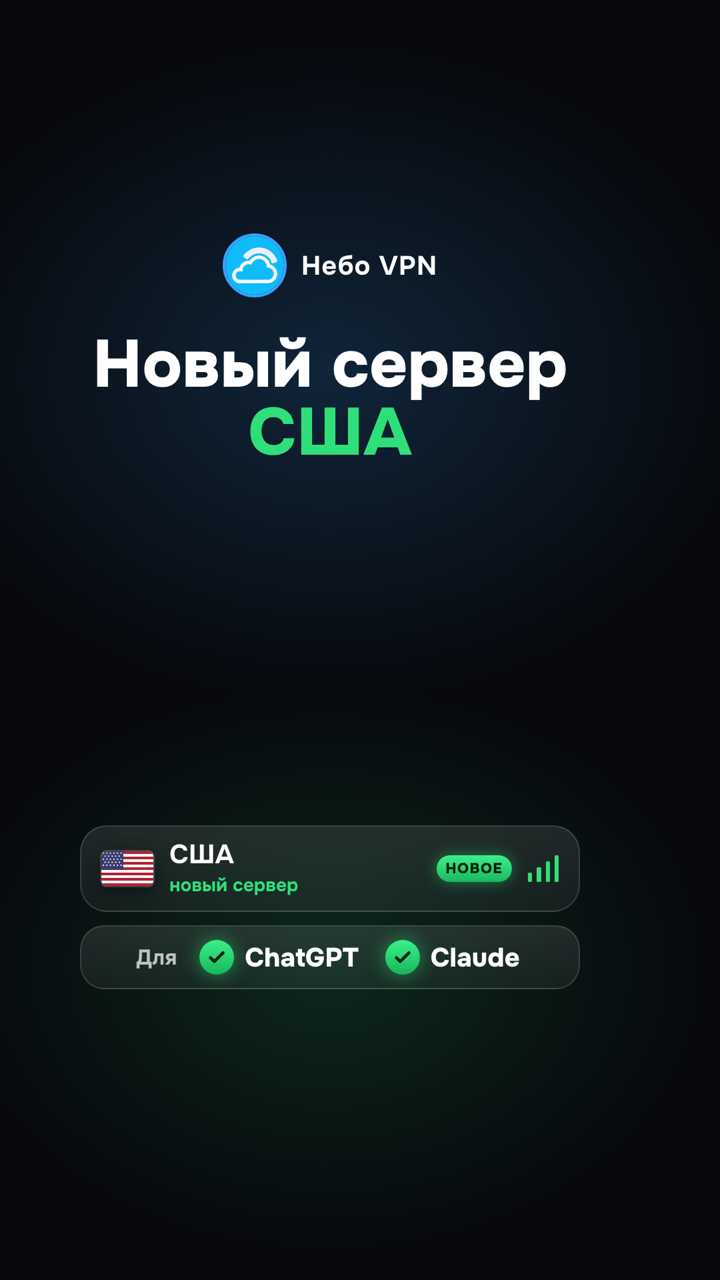 Небо VPN
Новый сервер
США
США
новый сервер
НОВОЕ
Для ChatGPT Claude